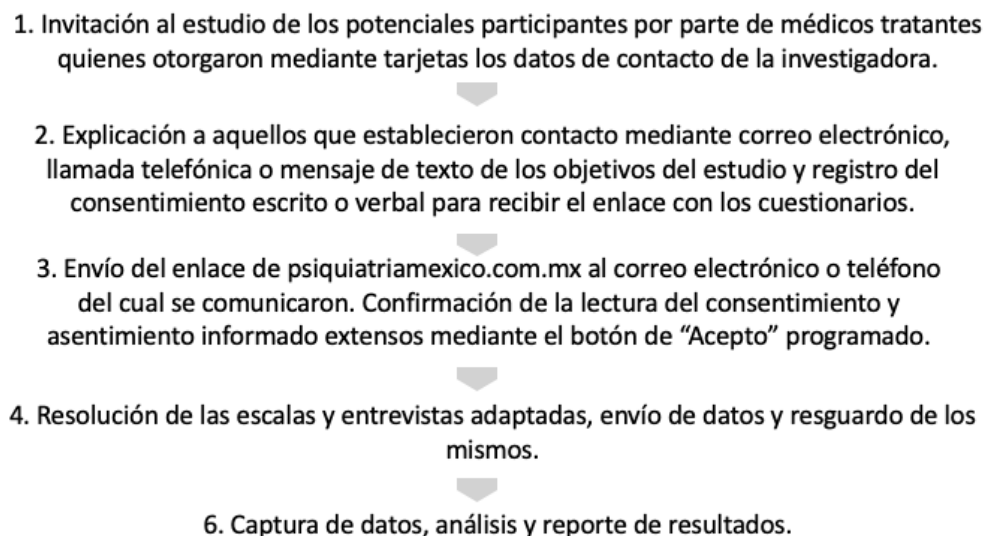 1. Invitación al estudio de los potenciales participantes por parte de médicos tratantes
quienes otorgaron mediante tarjetas los datos de contacto de la investigadora.
2. Explicación a aquellos que establecieron contacto mediante correo electrónico,
llamada telefónica o mensaje de texto de los objetivos del estudio y registro del
consentimiento escrito o verbal para recibir el enlace con los cuestionarios.
3. Envío del enlace de psiquiatriamexico.com.mx al correo electrónico o teléfono
del cual se comunicaron. Confirmación de la lectura del consentimiento y
asentimiento informado extensos mediante el botón de “Acepto” programado.
4. Resolución de las escalas y entrevistas adaptadas, envío de datos y resguardo de los
mismos.
6. Captura de datos, análisis y reporte de resultados.